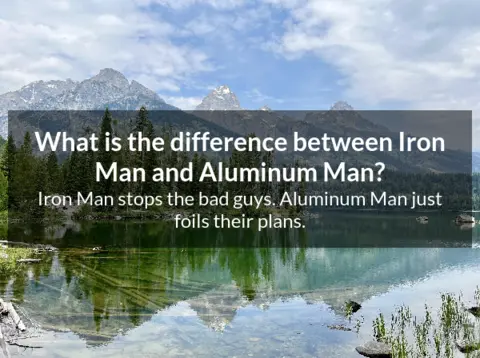 What is the difference between Iron
Man and Aluminum Man?
Iron Man stops the bad guys. Aluminum Man just
foils their plans.